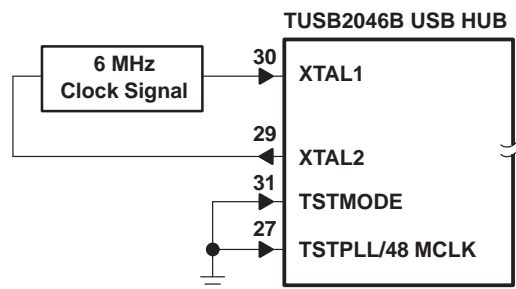 TUSB2046B USB HUB
6 MHz
Clock Signal
30
XTAL1
29
XTAL2
31
TSTMODE
27
TSTPLL/48 MCLK